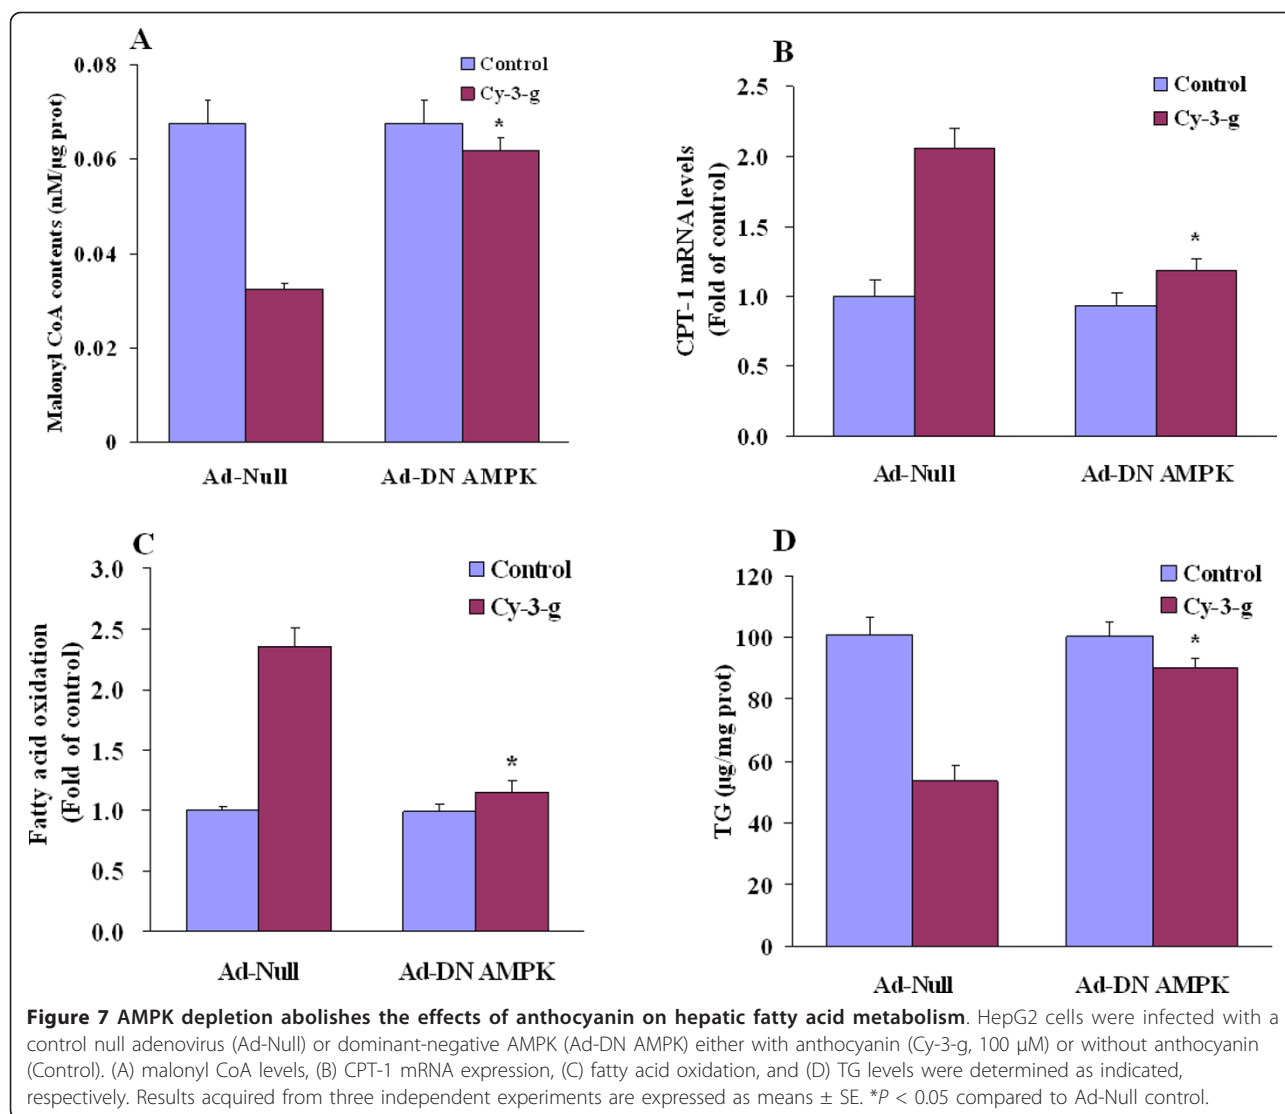 A
0.08
0.06
0.04
0.02
0
Malonyl CoA contents (nM/µg prot)
Control
Cy-3-g
*
Ad-Null
Ad-DN AMPK
B
2.5
2.0
1.5
1.0
0.5
0.0
CPT-1 mRNA levels
(Fold of control)
Control
Cy-3-g
*
Ad-Null
Ad-DN AMPK
C
3.0
2.5
2.0
1.5
1.0
0.5
0.0
Fatty acid oxidation
(Fold of control)
Control
Cy-3-g
*
Ad-Null
Ad-DN AMPK
D
120
100
80
60
40
20
0
TG (µg/mg prot)
Control
Cy-3-g
*
Ad-Null
Ad-DN AMPK
Figure 7 AMPK depletion abolishes the effects of anthocyanin on hepatic fatty acid metabolism. HepG2 cells were infected with a
control null adenovirus (Ad-Null) or dominant-negative AMPK (Ad-DN AMPK) either with anthocyanin (Cy-3-g, 100 µM) or without anthocyanin
(Control). (A) malonyl CoA levels, (B) CPT-1 mRNA expression, (C) fatty acid oxidation, and (D) TG levels were determined as indicated,
respectively. Results acquired from three independent experiments are expressed as means ± SE. *P < 0.05 compared to Ad-Null control.